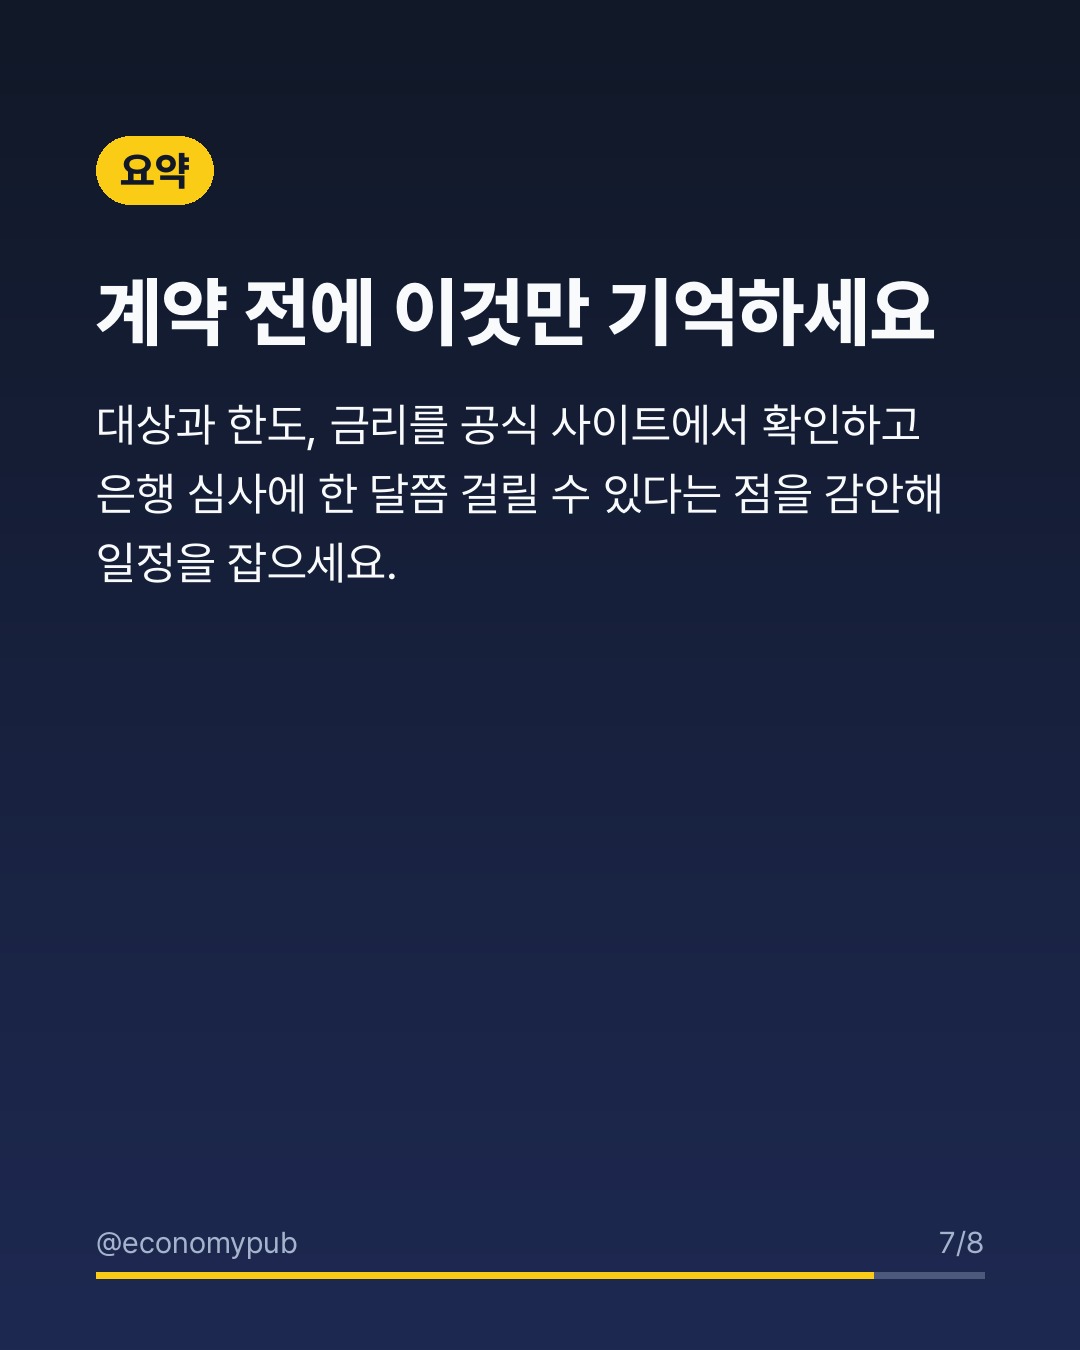 요약
계약 전에 이것만 기억하세요
대상과 한도, 금리를 공식 사이트에서 확인하고
은행 심사에 한 달쯤 걸릴 수 있다는 점을 감안해
일정을 잡으세요.
@economypub
7/8